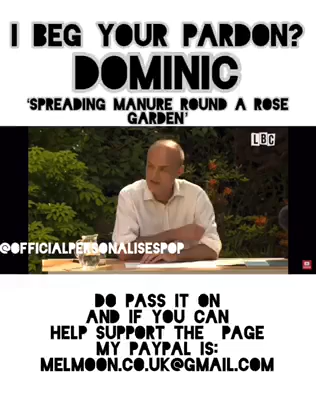 I BEG YOUR PARDON?
DOMINIC
'SPREADING MANURE ROUND A ROSE
GARDEN'
LBC
@OFFICIALPERSONALISESPOP
DO PASS IT ON
AND IF YOU CAN
HELP SUPPORT THE PAGE
MY PAYPAL IS:
MELMOON.CO.UK@GMAIL.COM